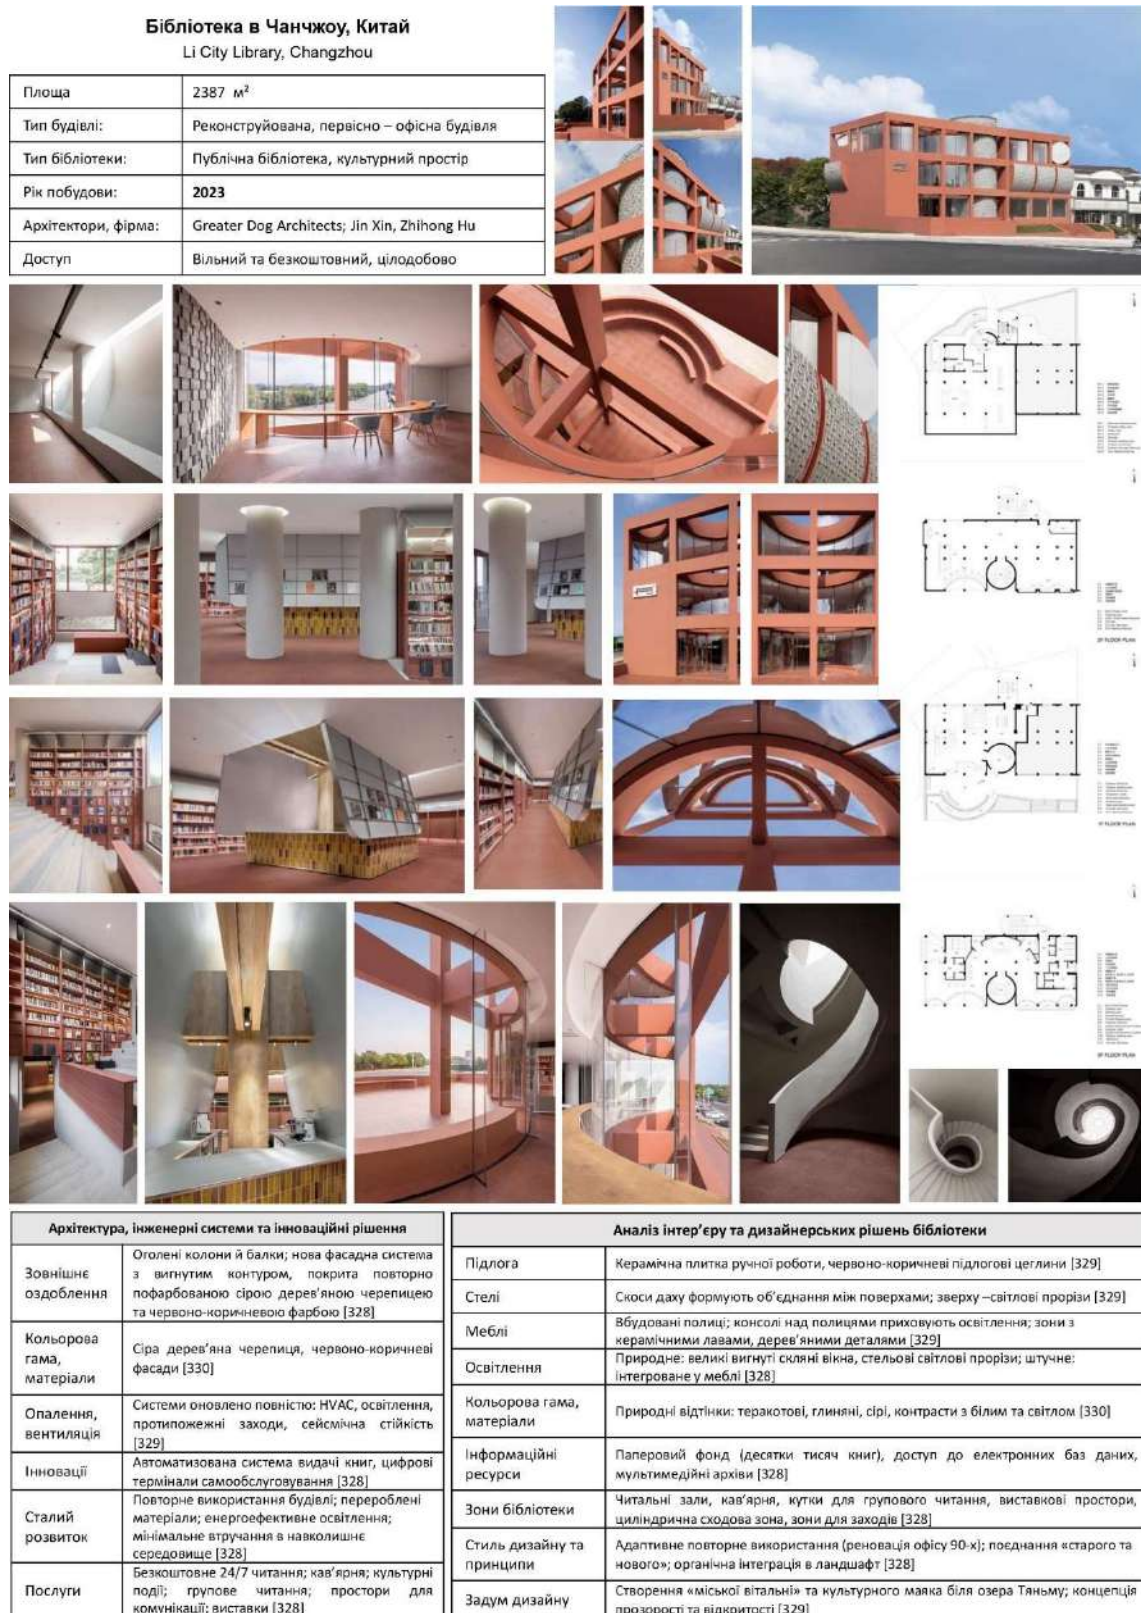 Бібліотека в Чанчжоу, Китай
Li City Library, Changzhou
Площа 2387 м²
Тип будівлі: Реконструйована, первісно – офісна будівля
Тип бібліотеки: Публічна бібліотека, культурний простір
Рік побудови: 2023
Архітектори, фірма: Greater Dog Architects; Jin Xin, Zhihong Hu
Доступ Вільний та безкоштовний, цілодобово
2F FLOOR PLAN
1F FLOOR PLAN
3F FLOOR PLAN
Архітектура, інженерні системи та інноваційні рішення
Зовнішнє
оздоблення
Оголені колони й балки; нова фасадна система
з вигнутим контуром, покрита повторно
пофарбованою сірою дерев’яною черепицею
та червоно-коричневою фарбою [328]
Кольорова
гама,
матеріали
Сіра дерев’яна черепиця, червоно-коричневі
фасади [330]
Опалення,
вентиляція
Системи оновлено повністю: HVAC, освітлення,
протипожежні заходи, сейсмічна стійкість
[329]
Інновації
Автоматизована система видачі книг, цифрові
термінали самообслуговування [328]
Сталий
розвиток
Повторне використання будівлі; перероблені
матеріали; енергоефективне освітлення;
мінімальне втручання в навколишнє
середовище [328]
Послуги
Безкоштовне 24/7 читання; кав’ярня; культурні
події; групове читання; простори для
комунікації; виставки [328]
Аналіз інтер’єру та дизайнерських рішень бібліотеки
Підлога
Керамічна плитка ручної роботи, червоно-коричневі підлогові цеглини [329]
Стелі
Скоси даху формують об’єднання між поверхами; зверху –світлові прорізи [329]
Меблі
Вбудовані полиці; консолі над полицями приховують освітлення; зони з
керамічними лавами, дерев’яними деталями [329]
Освітлення
Природне: великі вигнуті скляні вікна, стельові світлові прорізи; штучне:
інтегроване у меблі [328]
Кольорова гама,
матеріали
Природні відтінки: теракотові, глиняні, сірі, контрасти з білим та світлом [330]
Інформаційні
ресурси
Паперовий фонд (десятки тисяч книг), доступ до електронних баз даних,
мультимедійні архіви [328]
Зони бібліотеки
Читальні зали, кав’ярня, кутки для групового читання, виставкові простори,
циліндрична сходова зона, зони для заходів [328]
Стиль дизайну та
принципи
Адаптивне повторне використання (реновація офісу 90-х); поєднання «старого та
нового»; органічна інтеграція в ландшафт [328]
Задум дизайну
Створення «міської вітальні» та культурного маяка біля озера Тяньму; концепція
прозорості та відкритості [329]